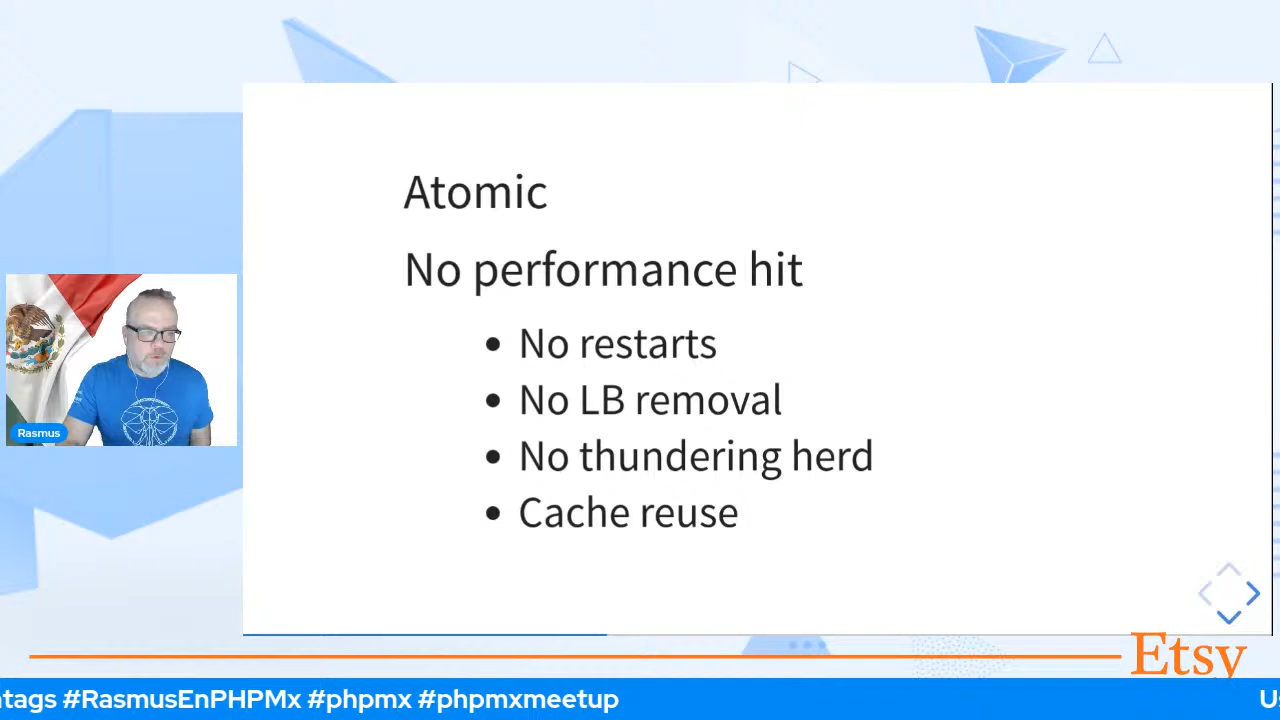 Atomic
No performance hit
• No restarts
• No LB removal
• No thundering herd
• Cache reuse
Rasmus
Etsy
#RasmusEnPHPMx #phpmx #phpmxmeetup